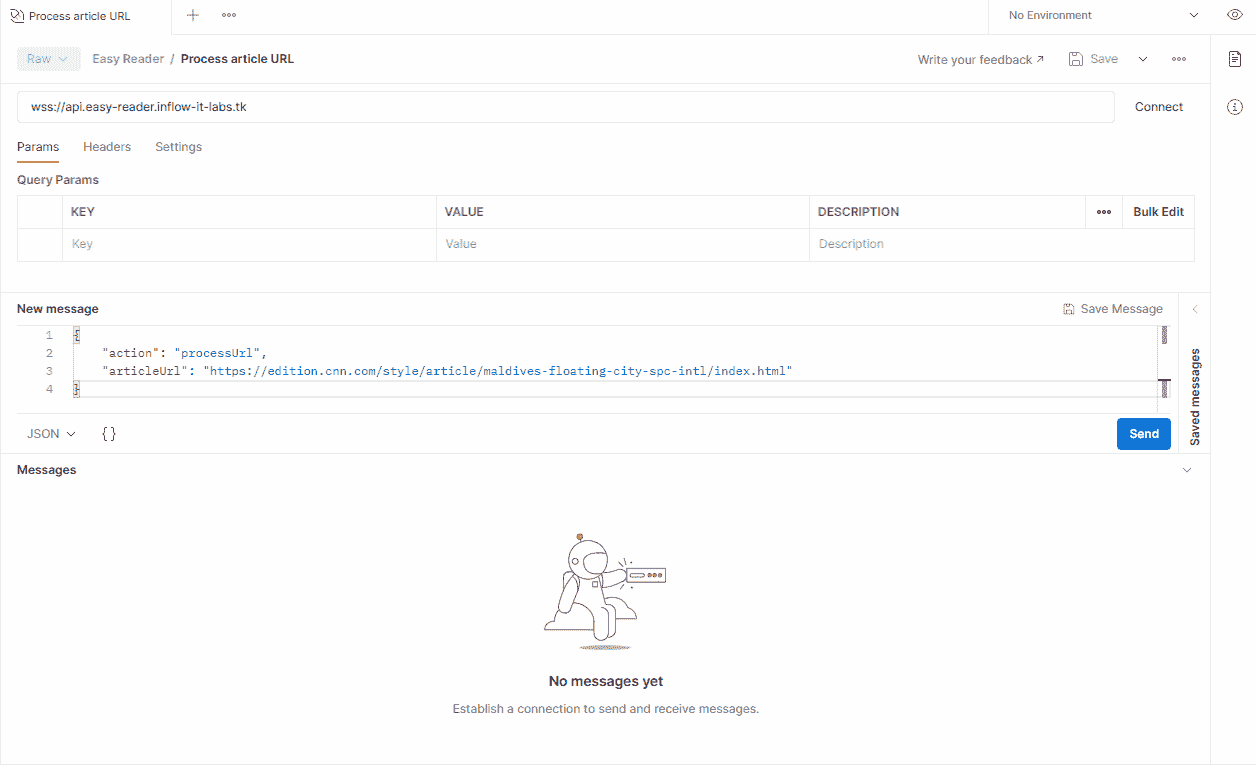 Process article URL
No Environment
Raw Easy Reader / Process article URL Write your feedback ↗ Save
wss://api.easy-reader.inflow-it-labs.tk Connect
Params Headers Settings
Query Params
KEY VALUE DESCRIPTION ••• Bulk Edit
Key Value Description
New message Save Message
1 {
2 "action": "processUrl",
3 "articleUrl": "https://edition.cnn.com/style/article/maldives-floating-city-spc-intl/index.html"
4 }
Saved messages
JSON {} Send
Messages
No messages yet
Establish a connection to send and receive messages.